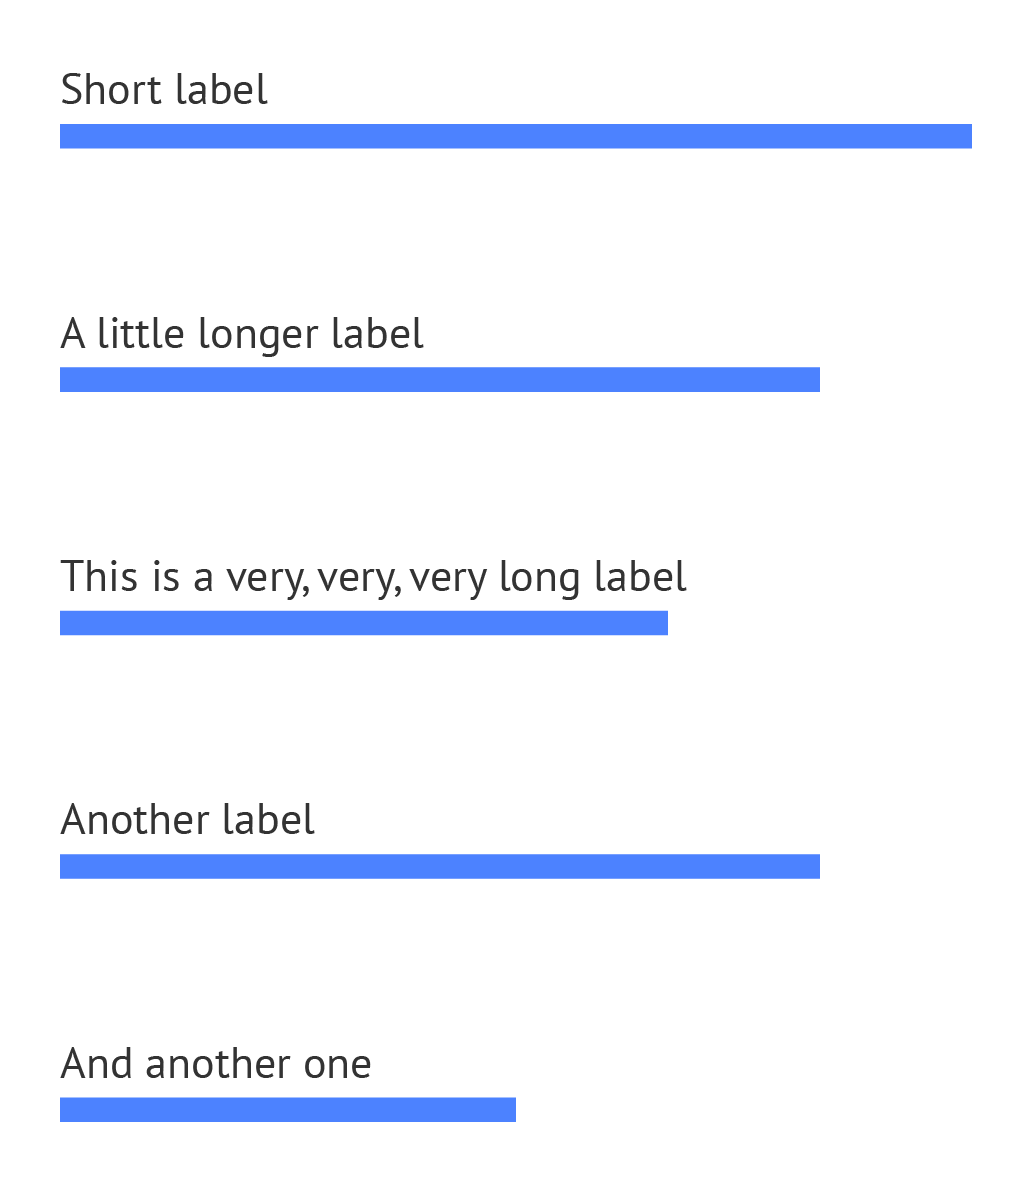 Short label
A little longer label
This is a very, very, very long label
Another label
And another one